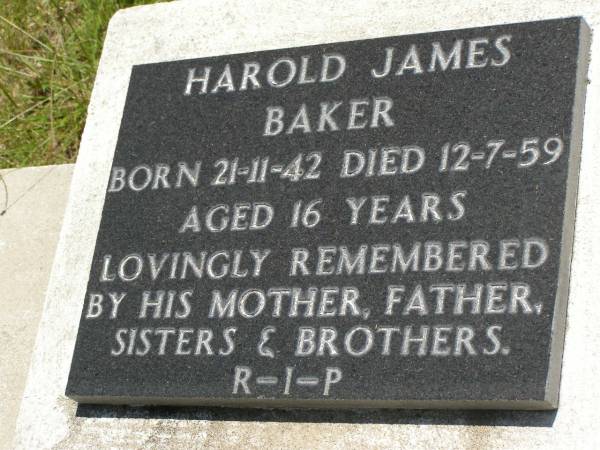 HAROLD JAMES
BAKER
BORN 21-11-42 DIED 12-7-59
AGED 16 YEARS
LOVINGLY REMEMBERED
BY HIS MOTHER, FATHER,
SISTERS & BROTHERS.
R-I-P